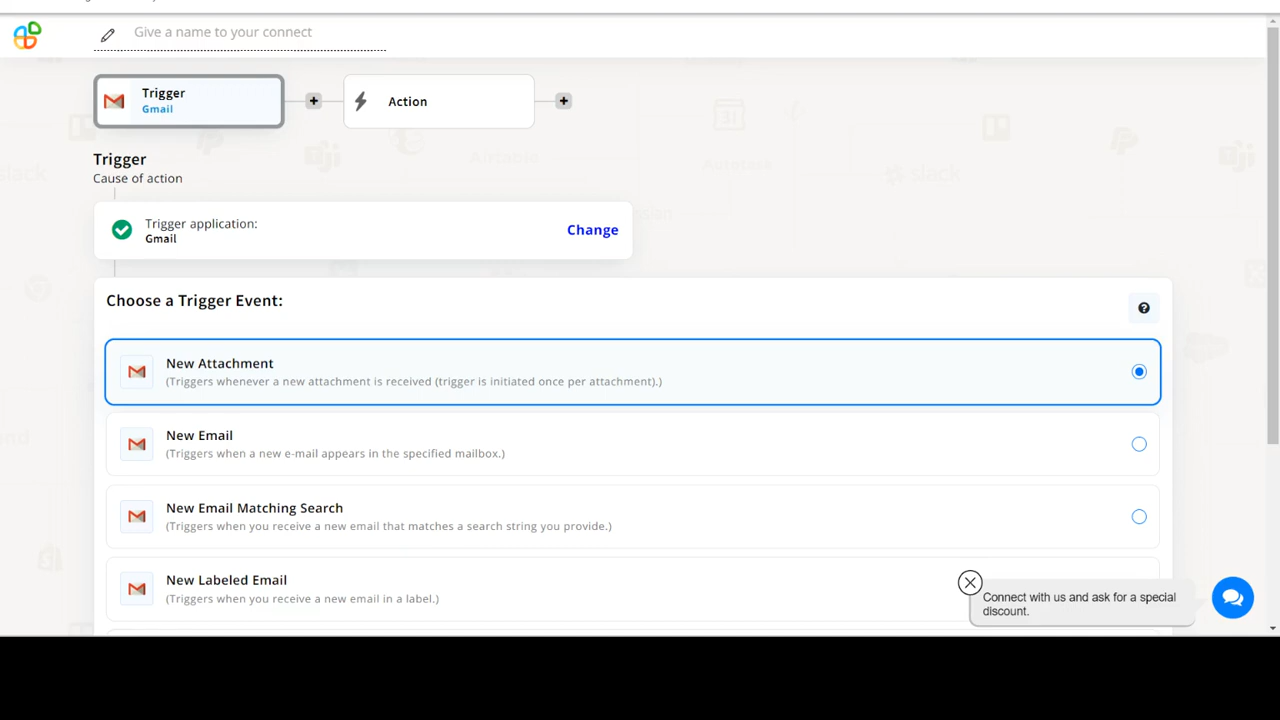 Give a name to your connect
Trigger
Gmail
Action
Trigger
Cause of action
Trigger application:
Gmail
Change
Choose a Trigger Event:
New Attachment
(Triggers whenever a new attachment is received (trigger is initiated once per attachment).)
New Email
(Triggers when a new e-mail appears in the specified mailbox.)
New Email Matching Search
(Triggers when you receive a new email that matches a search string you provide.)
New Labeled Email
(Triggers when you receive a new email in a label.)
Connect with us and ask for a special
discount.
31
slack
slack